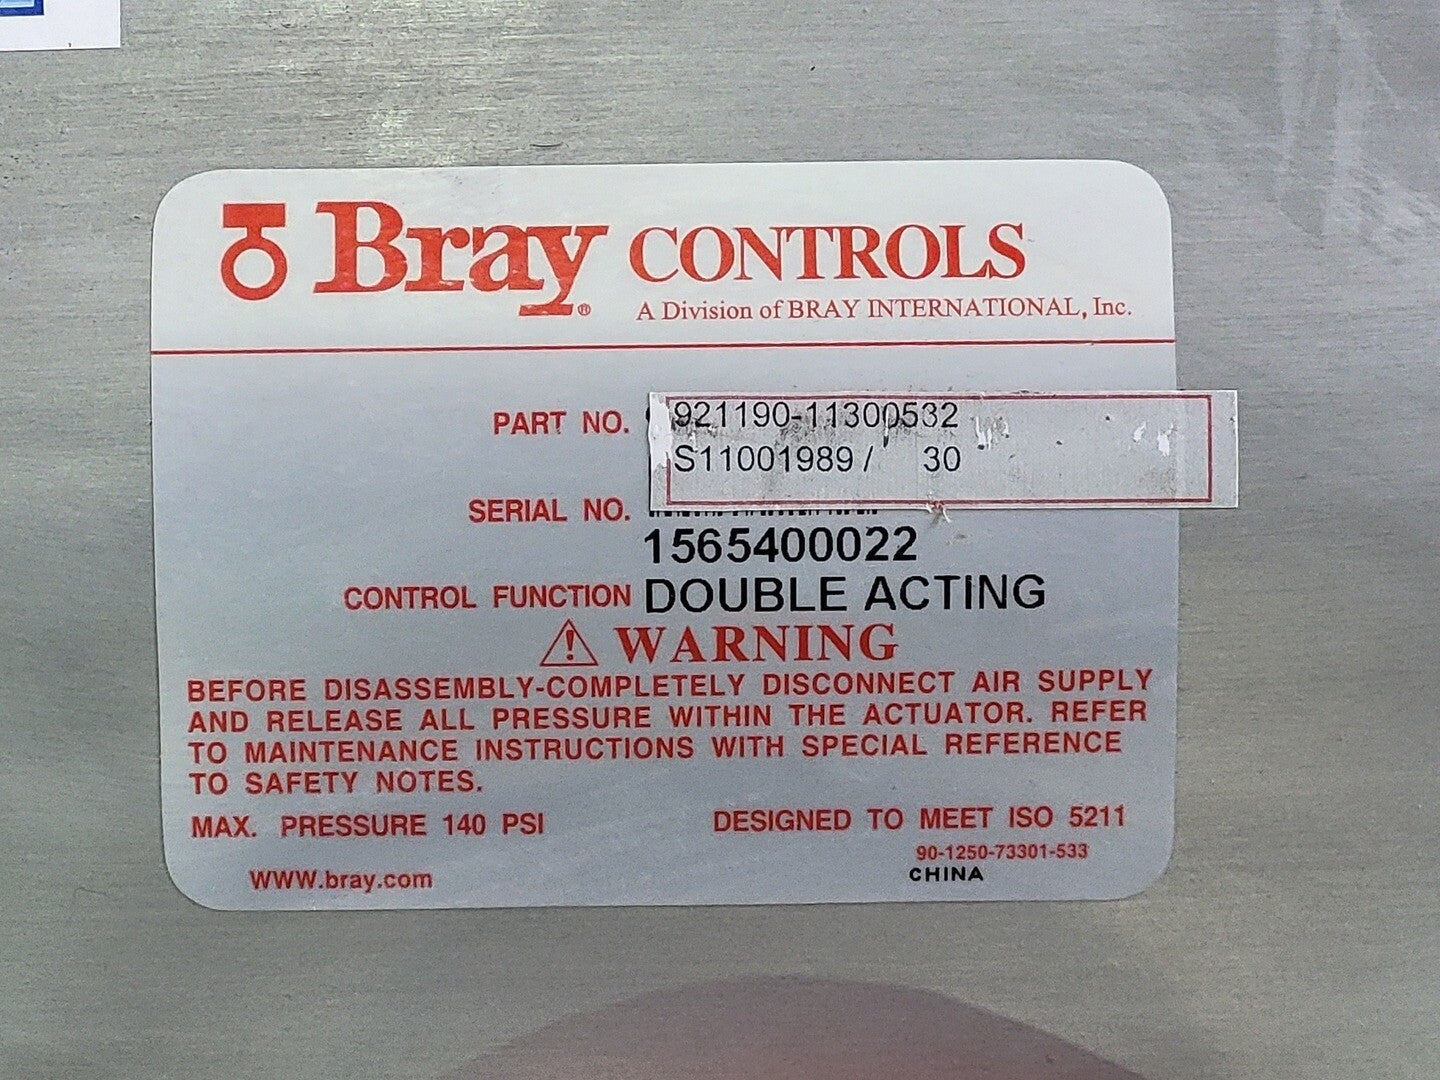 Bray® CONTROLS
A Division of BRAY INTERNATIONAL, Inc.
PART NO. 921190-11300532
S11001989 / 30
SERIAL NO.
1565400022
CONTROL FUNCTION DOUBLE ACTING
WARNING
BEFORE DISASSEMBLY-COMPLETELY DISCONNECT AIR SUPPLY
AND RELEASE ALL PRESSURE WITHIN THE ACTUATOR. REFER
TO MAINTENANCE INSTRUCTIONS WITH SPECIAL REFERENCE
TO SAFETY NOTES.
MAX. PRESSURE 140 PSI DESIGNED TO MEET ISO 5211
90-1250-73301-533
www.bray.com CHINA